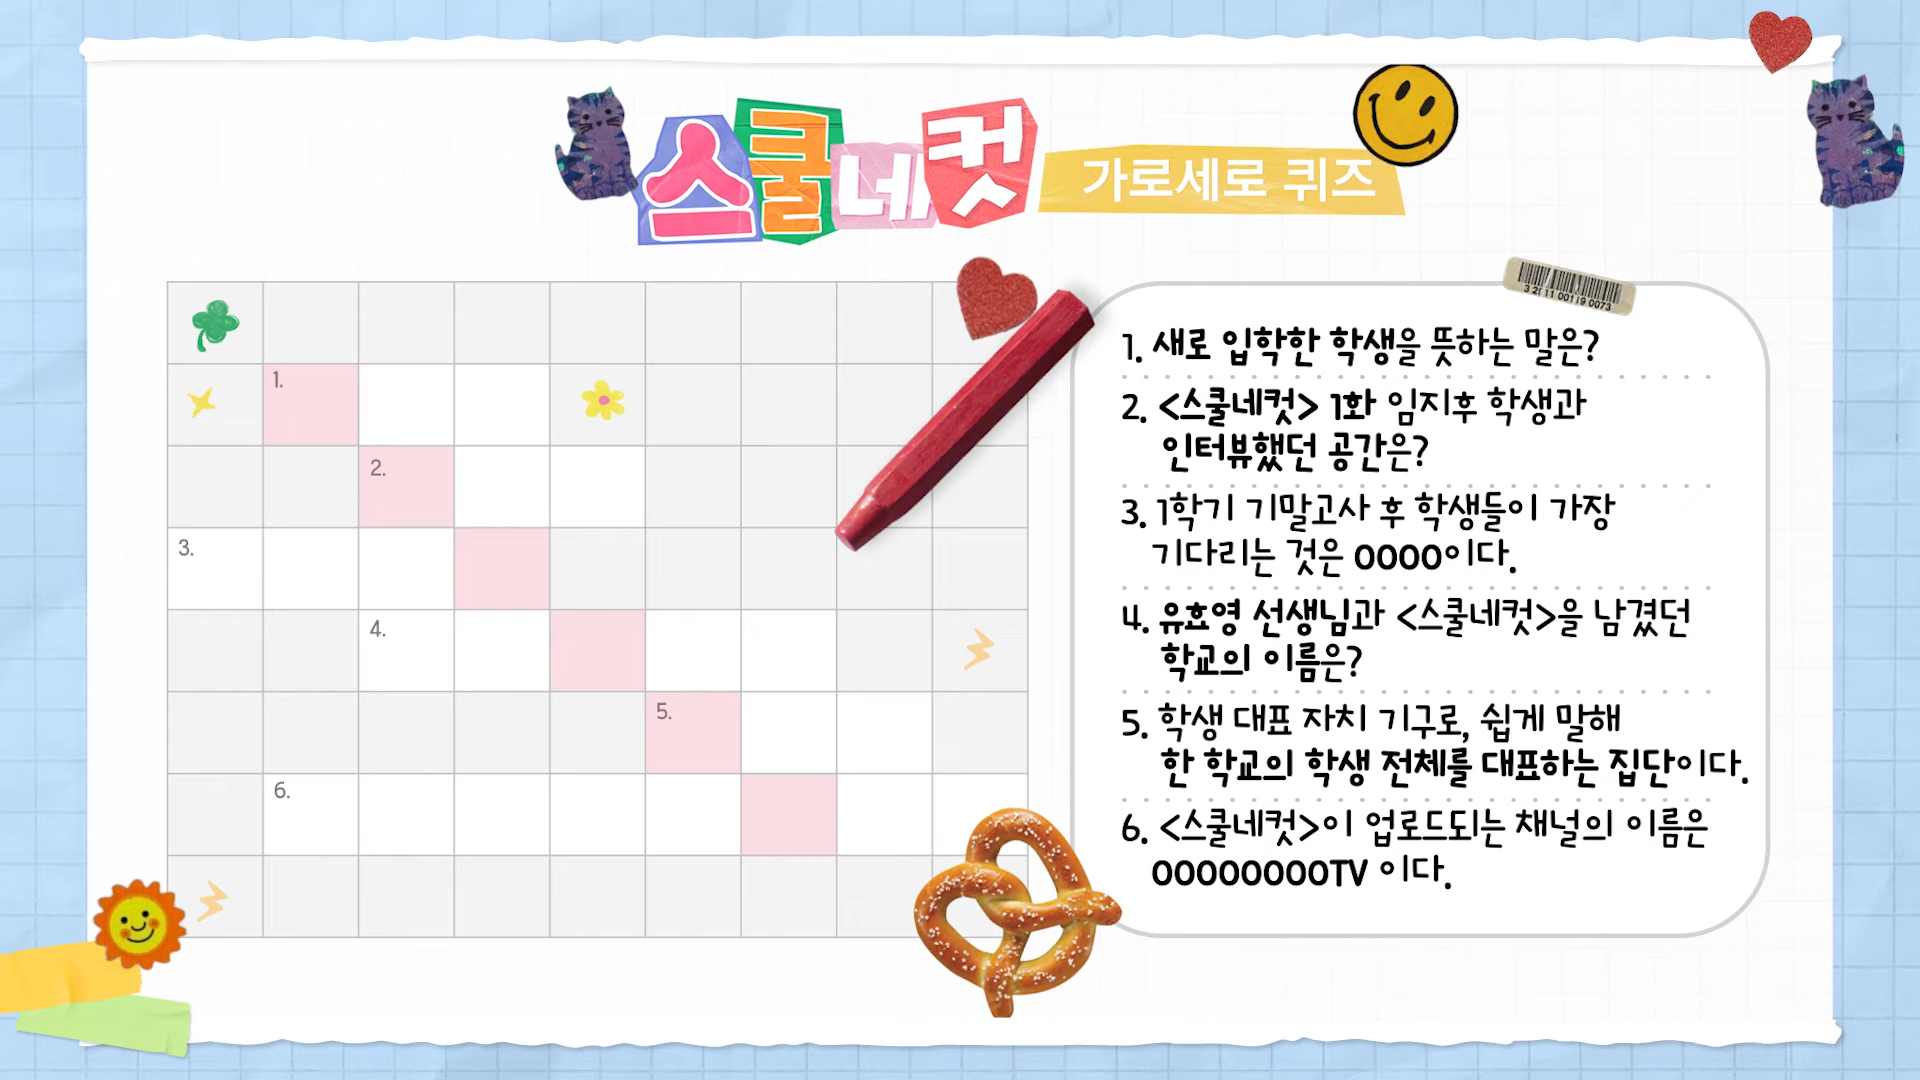 스쿨네컷 가로세로 퀴즈
3 2011 00119 0073
1.
2.
3.
4.
5.
6.
1. 새로 입학한 학생을 뜻하는 말은?
2. <스쿨네컷> 1화 임지후 학생과
인터뷰했던 공간은?
3. 1학기 기말고사 후 학생들이 가장
기다리는 것은 OOOO이다.
4. 유효영 선생님과 <스쿨네컷>을 남겼던
학교의 이름은?
5. 학생 대표 자치 기구로, 쉽게 말해
한 학교의 학생 전체를 대표하는 집단이다.
6. <스쿨네컷>이 업로드되는 채널의 이름은
OOOOOOOOTV 이다.